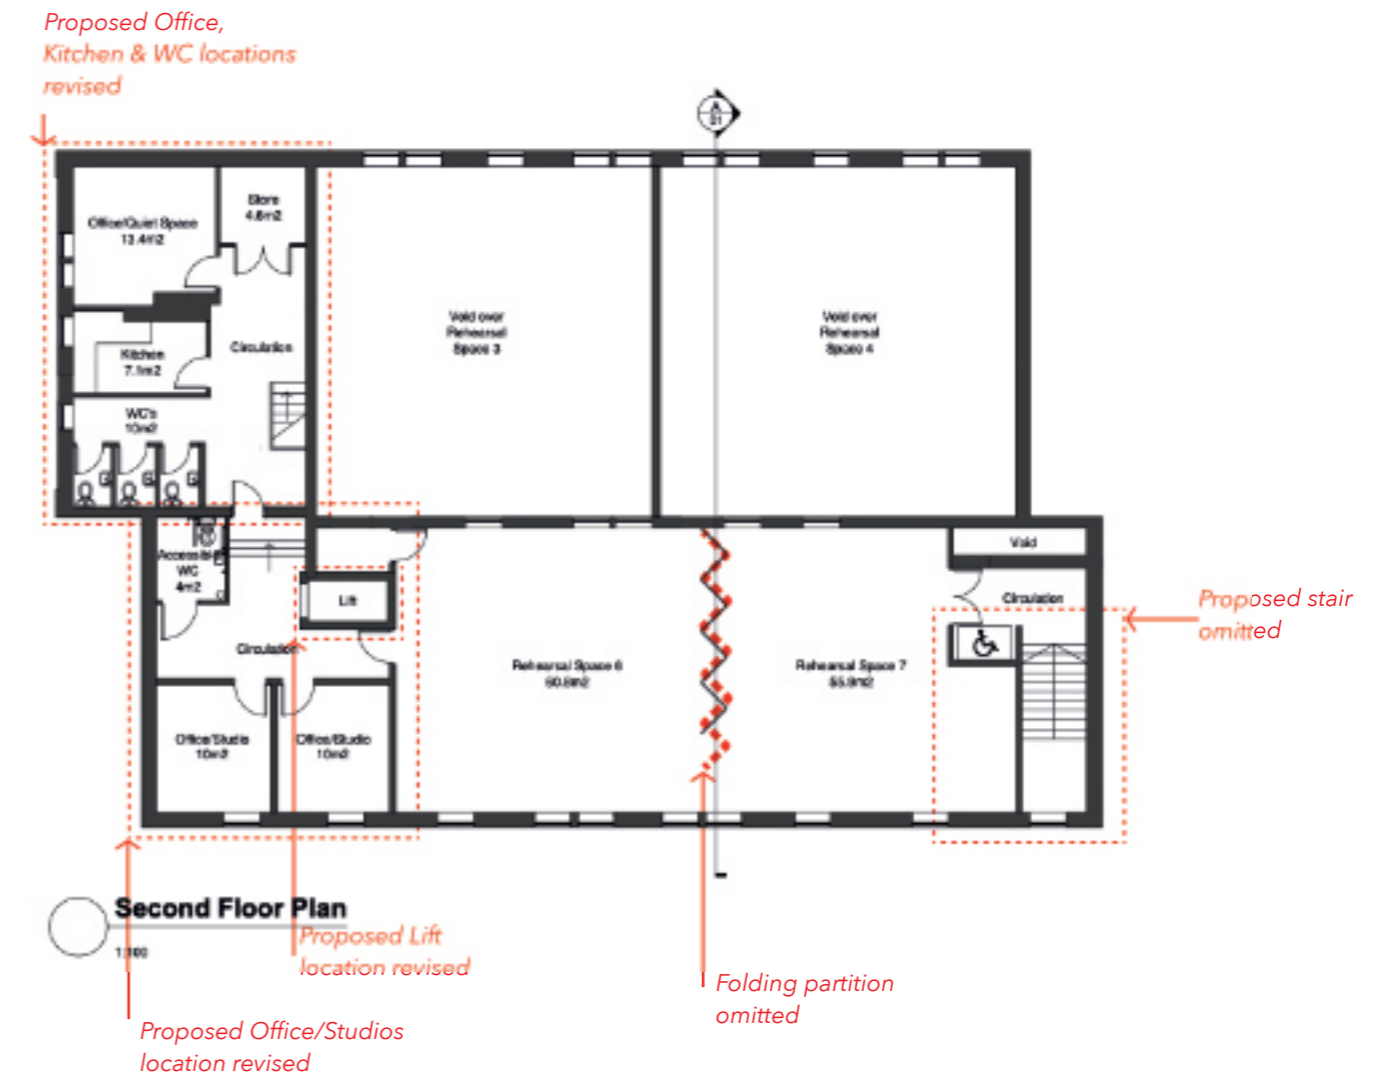 Proposed Office,
Kitchen & WC locations
revised
A
01
Store
4.6m2
Office/Quiet Space
13.4m2
Void over
Rehearsal
Space 3
Void over
Rehearsal
Space 4
Circulation
Kitchen
7.1m2
WC's
10m2
Void
Accessible
WC
4m2
Lift
Circulation
Proposed stair
omitted
Circulation
Rehearsal Space 6
60.8m2
Rehearsal Space 7
55.9m2
Office/Studio
10m2
Office/Studio
10m2
Second Floor Plan
1:100
Proposed Lift
location revised
Folding partition
omitted
Proposed Office/Studios
location revised